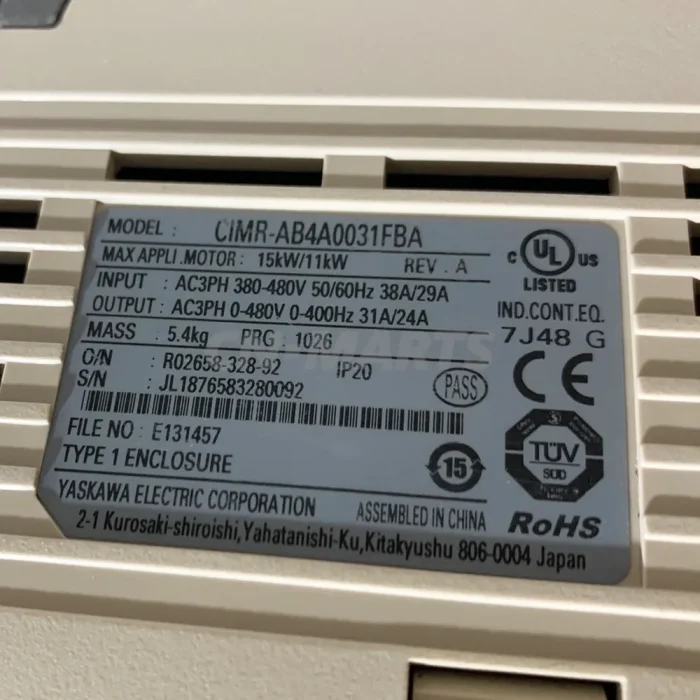 MODEL : CIMR-AB4A0031FBA
MAX APPLI.MOTOR: 15kW/11kW REV. A
INPUT : AC3PH 380-480V 50/60Hz 38A/29A
OUTPUT : AC3PH 0-480V 0-400Hz 31A/24A
MASS : 5.4kg PRG : 1026
O/N : R02658-328-92 IP20
S/N : JL1876583280092
PASS
FILE NO : E131457
TYPE 1 ENCLOSURE
15
YASKAWA ELECTRIC CORPORATION ASSEMBLED IN CHINA
2-1 Kurosaki-shiroishi,Yahatanishi-Ku,Kitakyushu 806-0004 Japan
C UL US
LISTED
IND.CONT.EQ.
7J48 G
CE
TÜV
SÜD
RoHS